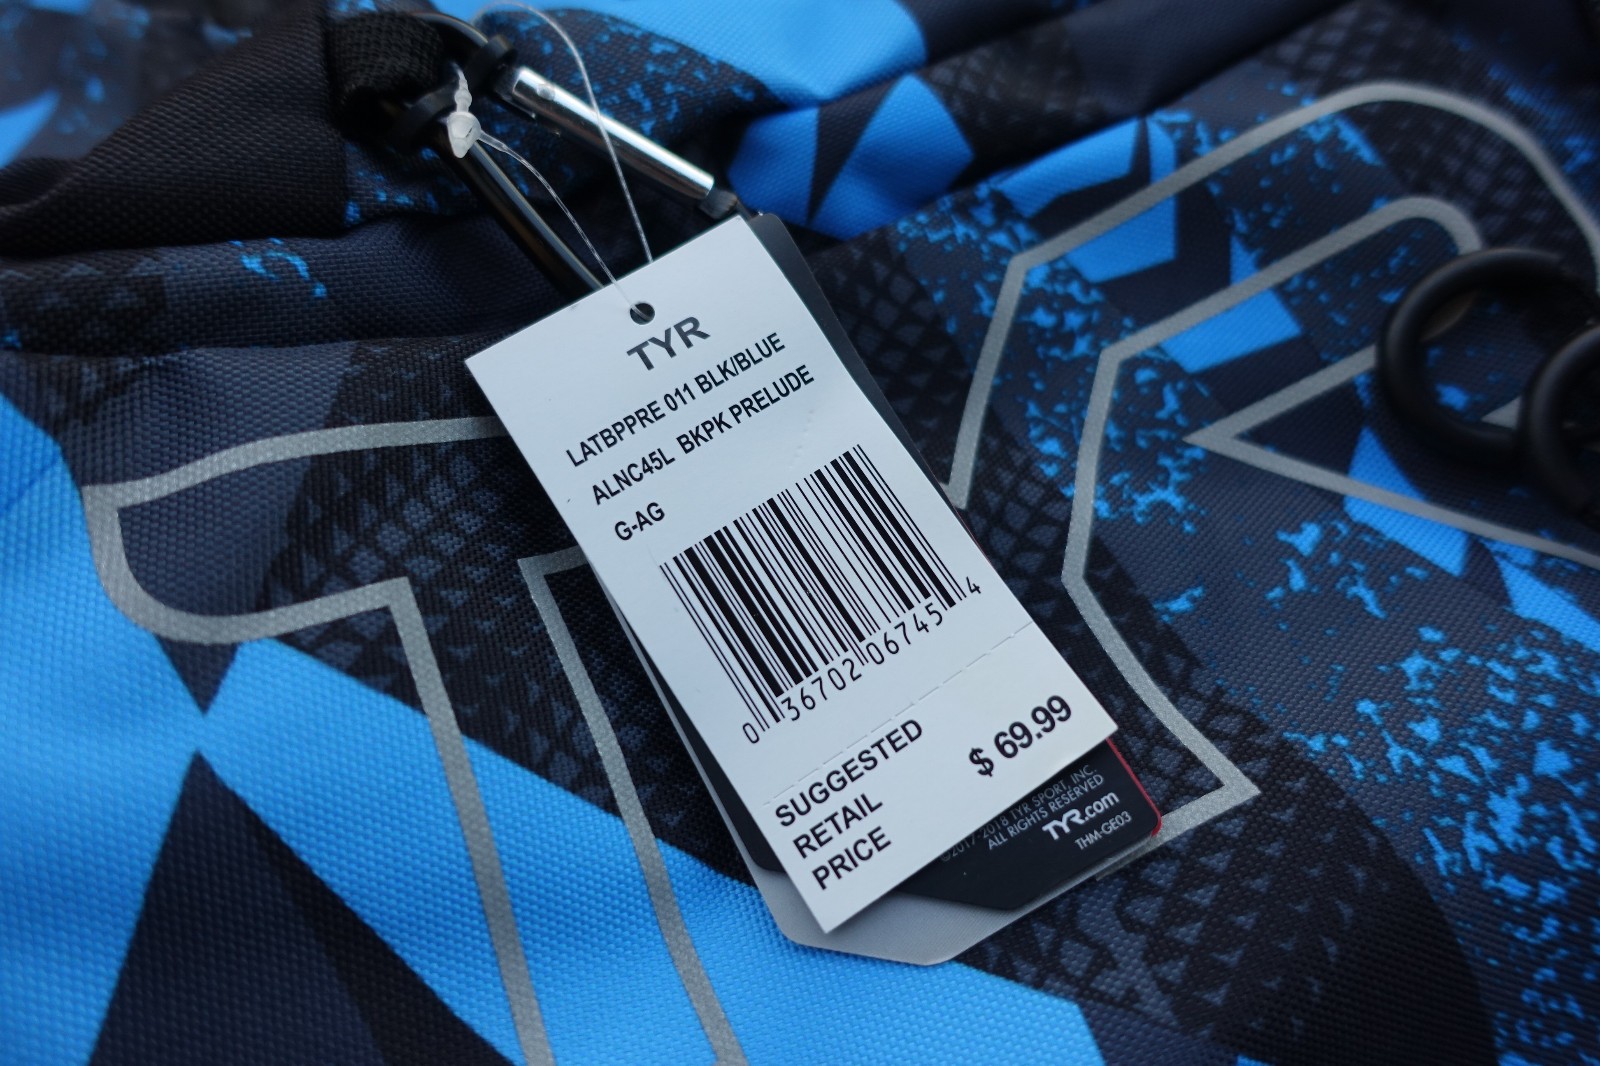 TYR
LATBPPRE 011 BLK/BLUE
ALNC45L BKPK PRELUDE
G-AG
0 36702 06745 4
SUGGESTED
RETAIL
PRICE
$ 69.99
©2017-2018 TYR SPORT, INC.
ALL RIGHTS RESERVED
TYR.com
THM-GE03